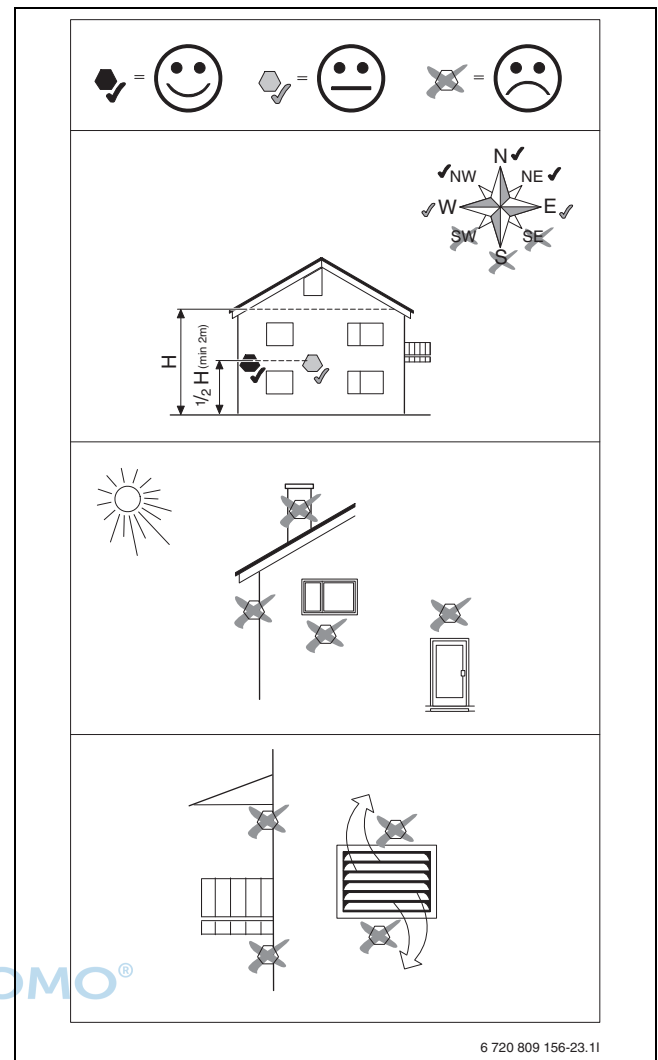 = = =
N
NW NE
W E
SW SE
S
H
1/2 H (min 2m)
OMO®
6 720 809 156-23.1I